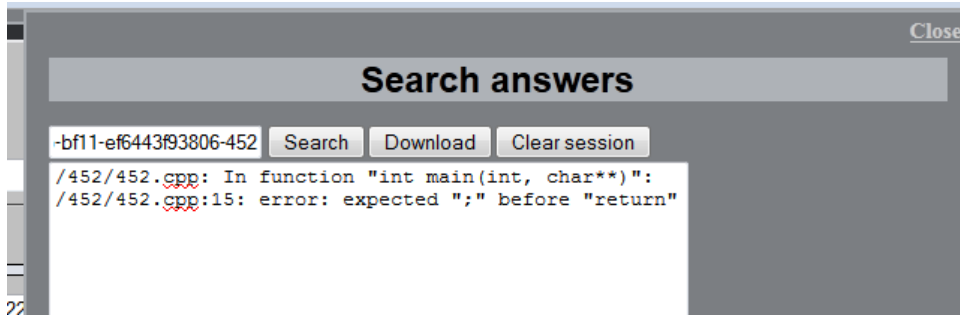 Close
Search answers
-bf11-ef6443f93806-452 Search Download Clear session
/452/452.cpp: In function "int main(int, char**)":
/452/452.cpp:15: error: expected ";" before "return"
22